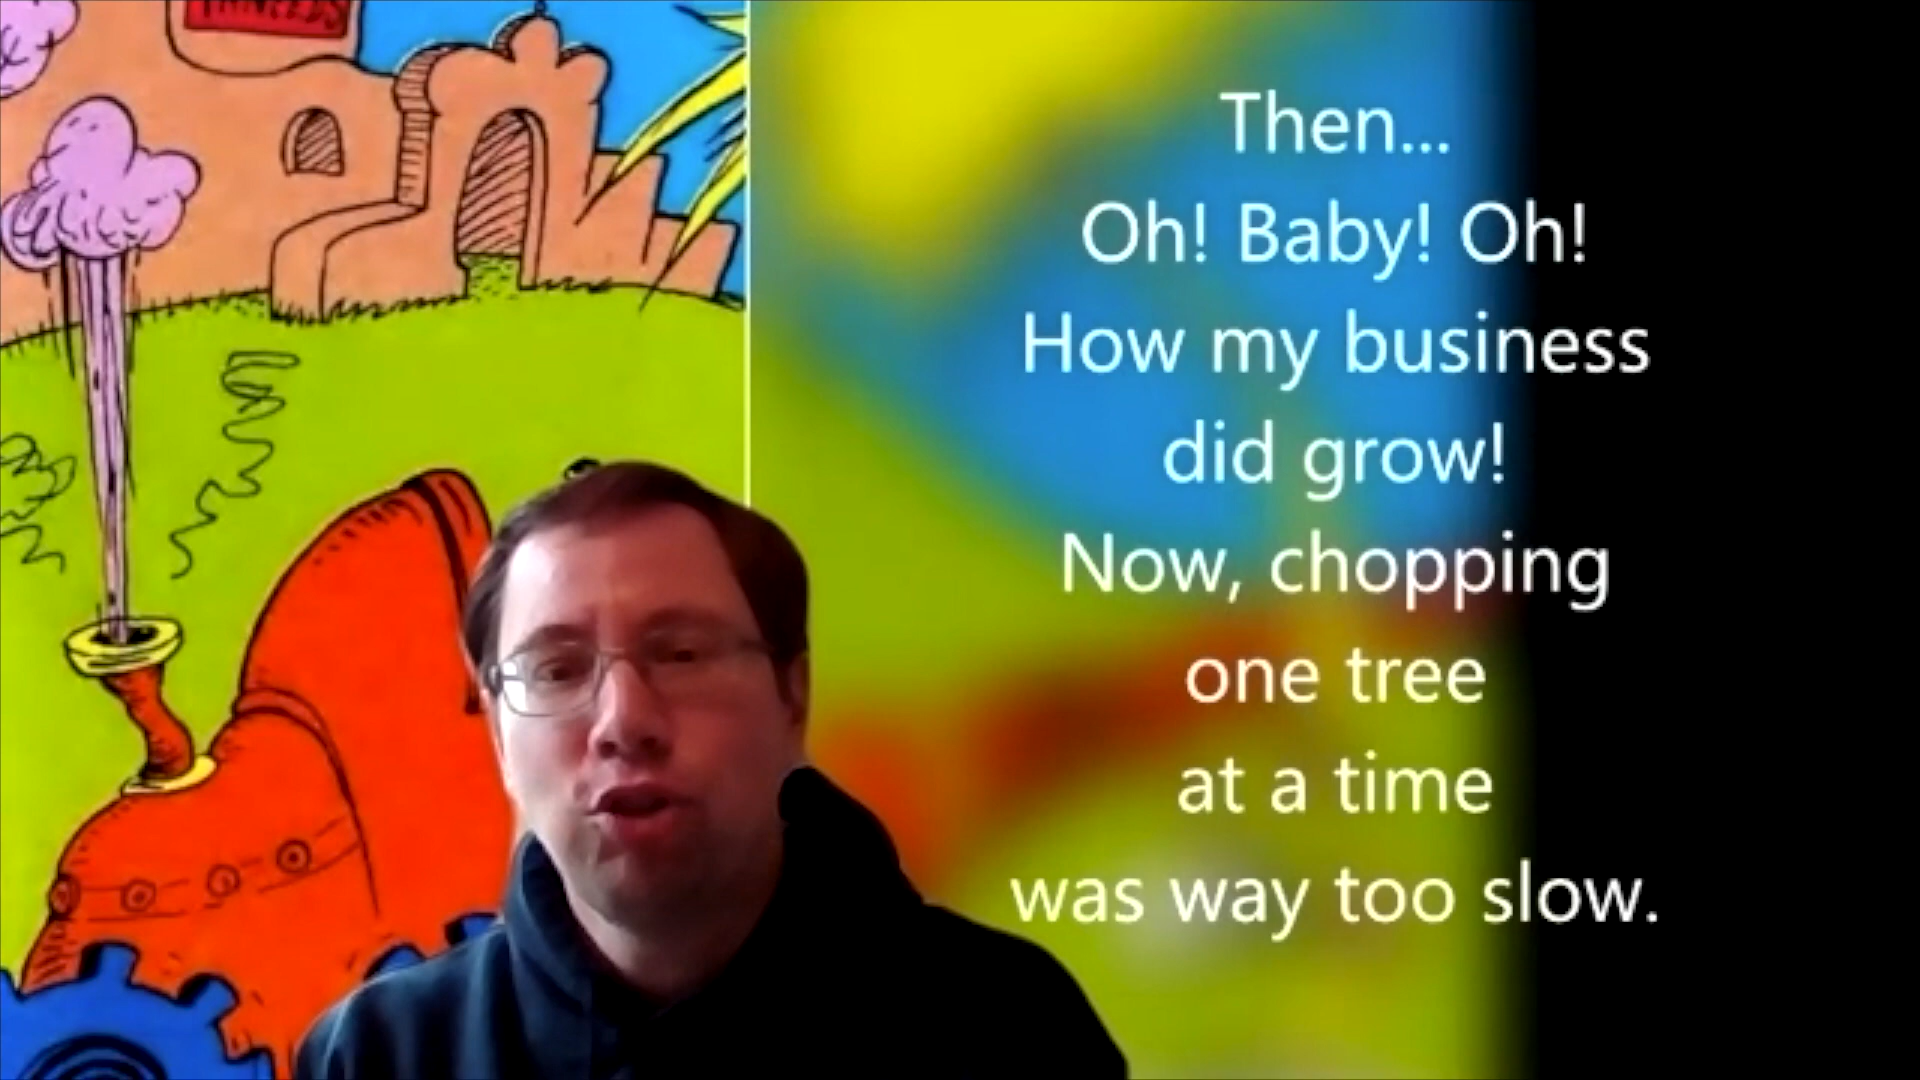 THNEEDS
Then...
Oh! Baby! Oh!
How my business
did grow!
Now, chopping
one tree
at a time
was way too slow.